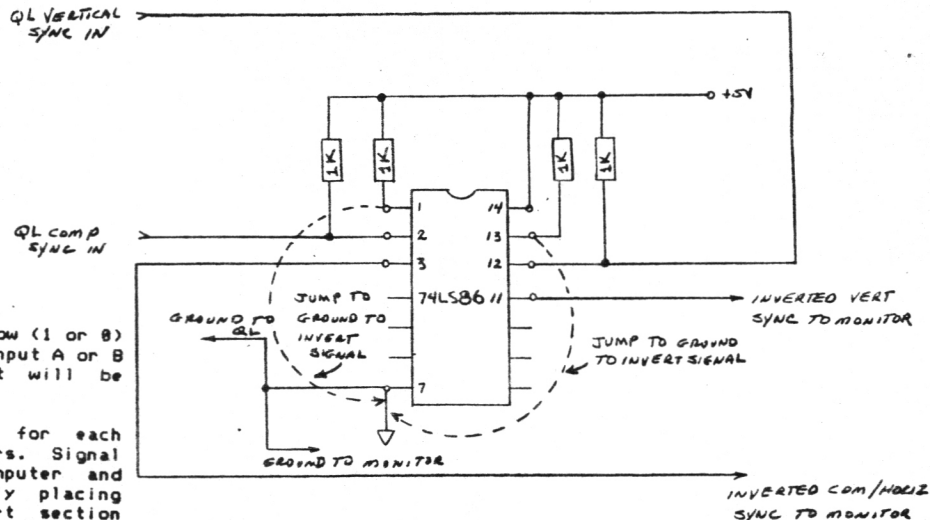 QL VERTICAL
SYNC IN
+5V
1K
1K
1K
1K
QL COMP
SYNC IN
1
2
3
7
14
13
12
11
74LS86
JUMP TO
GROUND TO
INVERT
SIGNAL
GROUND TO
QL
INVERTED VERT
SYNC TO MONITOR
JUMP TO GROUND
TO INVERT SIGNAL
GROUND TO MONITOR
INVERTED COM/HORIZ
SYNC TO MONITOR
ow (1 or 0)
nput A or B
t will be
for each
rs. Signal
mputer and
y placing
rt section